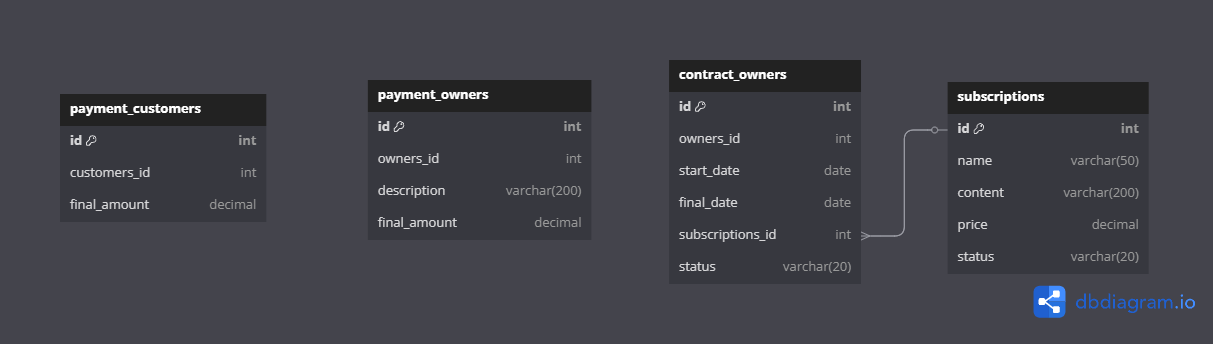 payment_customers
id int
customers_id int
final_amount decimal
payment_owners
id int
owners_id int
description varchar(200)
final_amount decimal
contract_owners
id int
owners_id int
start_date date
final_date date
subscriptions_id int
status varchar(20)
subscriptions
id int
name varchar(50)
content varchar(200)
price decimal
status varchar(20)
dbdiagram.io